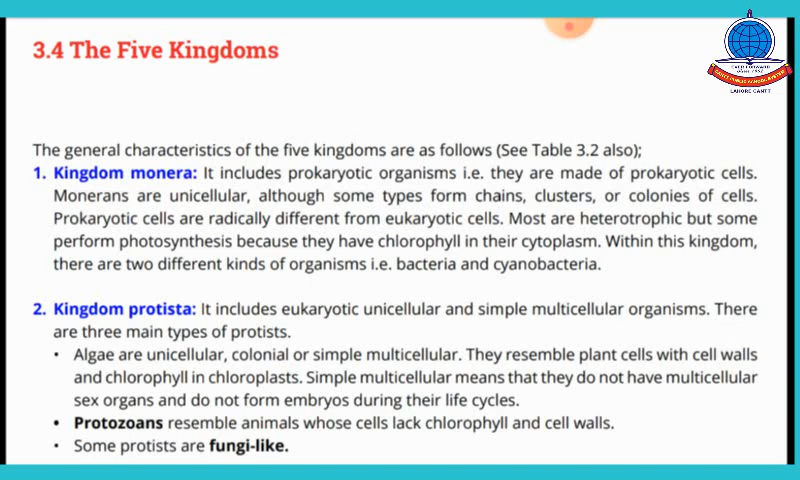 3.4 The Five Kingdoms
EVER FORWARD
Since 1952
CANTT PUBLIC SCHOOL SYSTEM
LAHORE CANTT
The general characteristics of the five kingdoms are as follows (See Table 3.2 also);
1. Kingdom monera: It includes prokaryotic organisms i.e. they are made of prokaryotic cells.
Monerans are unicellular, although some types form chains, clusters, or colonies of cells.
Prokaryotic cells are radically different from eukaryotic cells. Most are heterotrophic but some
perform photosynthesis because they have chlorophyll in their cytoplasm. Within this kingdom,
there are two different kinds of organisms i.e. bacteria and cyanobacteria.
2. Kingdom protista: It includes eukaryotic unicellular and simple multicellular organisms. There
are three main types of protists.
• Algae are unicellular, colonial or simple multicellular. They resemble plant cells with cell walls
and chlorophyll in chloroplasts. Simple multicellular means that they do not have multicellular
sex organs and do not form embryos during their life cycles.
• Protozoans resemble animals whose cells lack chlorophyll and cell walls.
• Some protists are fungi-like.